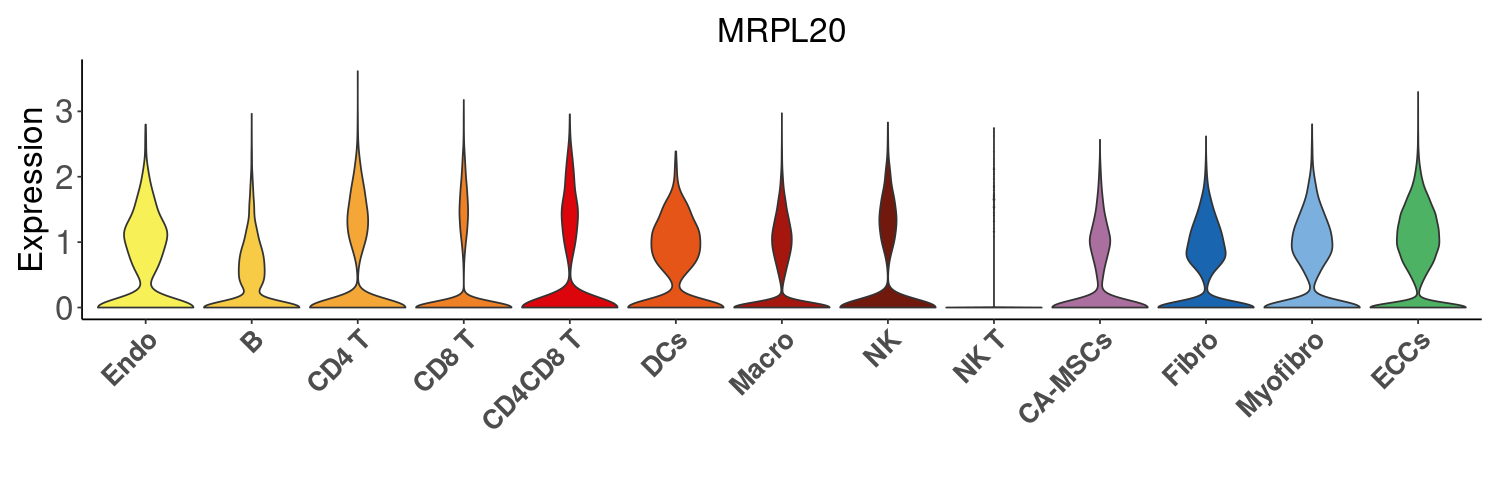 MRPL20
Expression
3
2
1
0
Endo
B
CD4 T
CD8 T
CD4CD8 T
DCs
Macro
NK
NK T
CA-MSCs
Fibro
Myofibro
ECCs